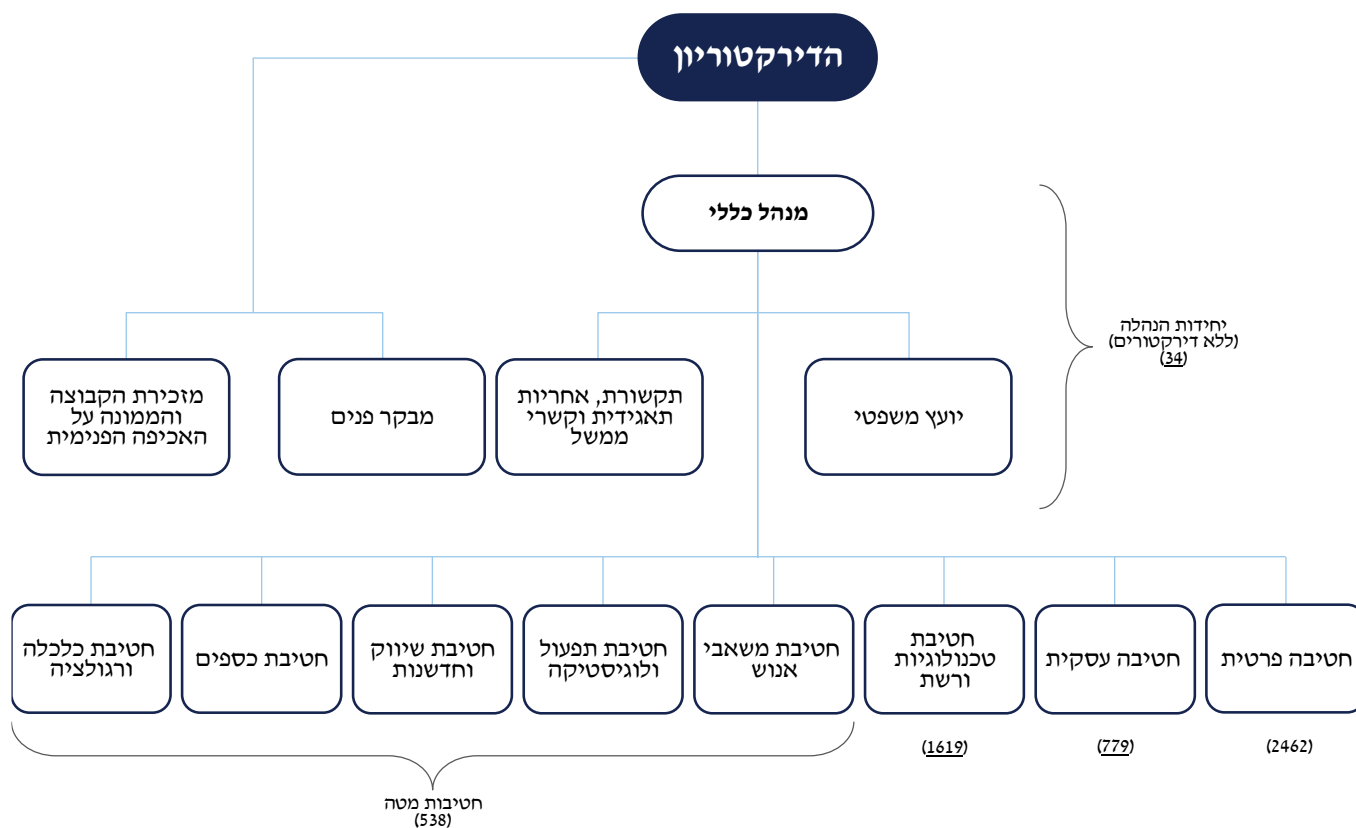 הדירקטוריון
מנהל כללי
יחידות הנהלה
(ללא דירקטורים)
(34)
יועץ משפטי
תקשורת, אחריות
תאגידית וקשרי
ממשל
מבקר פנים
מזכירת הקבוצה
והממונה על
האכיפה הפנימית
חטיבה פרטית
(2462)
חטיבה עסקית
(779)
חטיבת
טכנולוגיות
ורשת
(1619)
חטיבת משאבי
אנוש
חטיבת תפעול
ולוגיסטיקה
חטיבת שיווק
וחדשנות
חטיבת כספים
חטיבת כלכלה
ורגולציה
חטיבות מטה
(538)